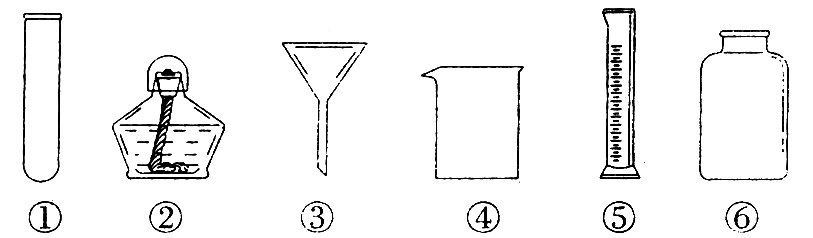 ① ② ③ ④ ⑤ ⑥